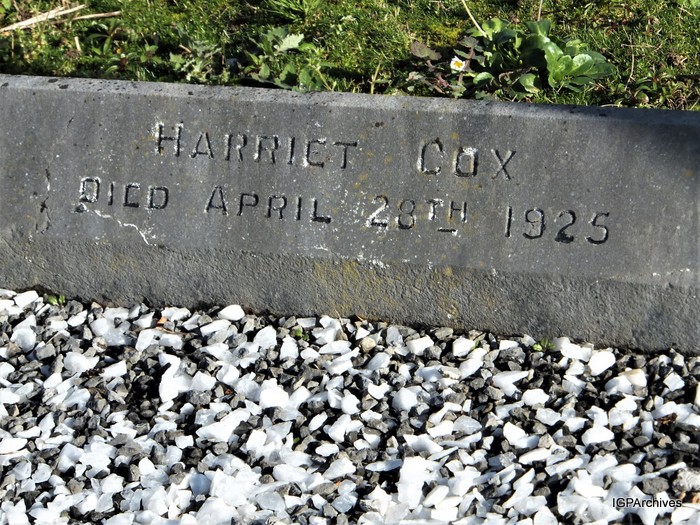 HARRIET COX
DIED APRIL 28TH 1925
IGPArchives